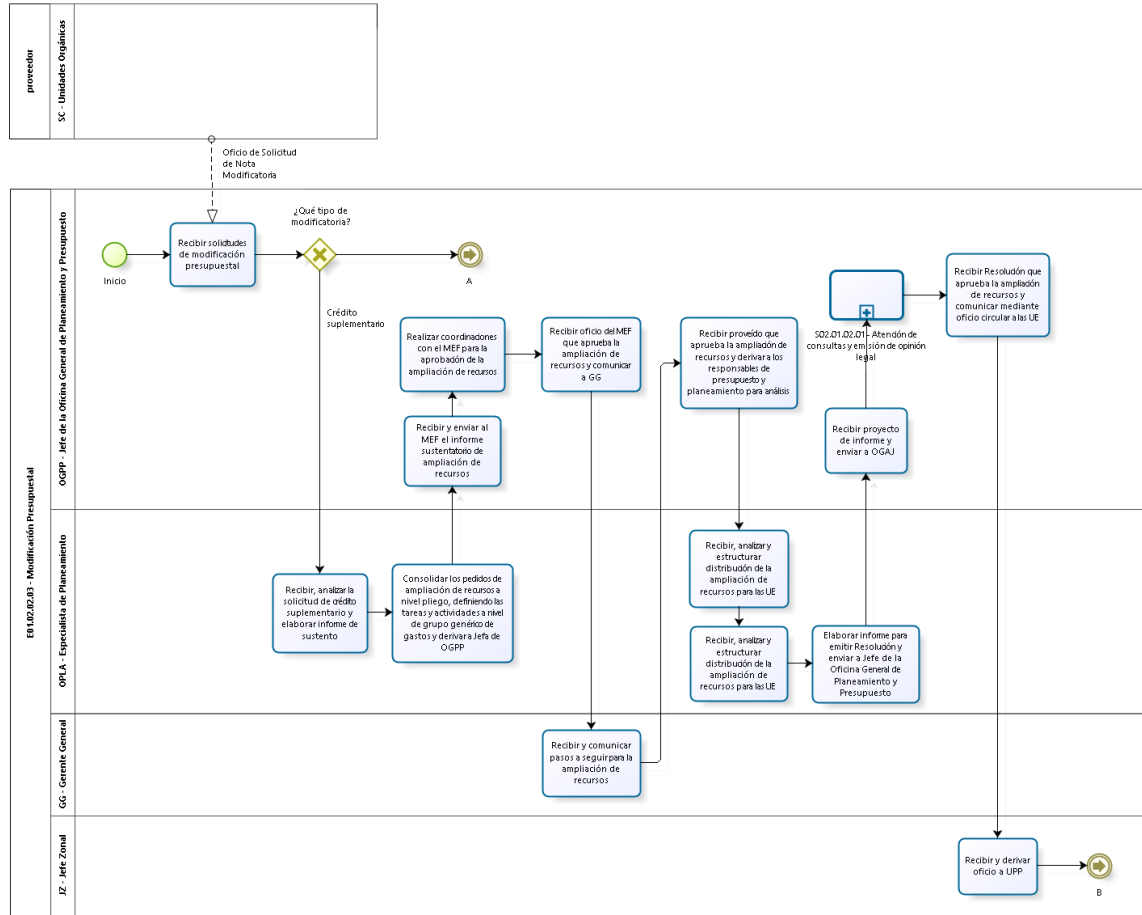 proveedor
SC - Unidades Orgánicas
Oficio de Solicitud
de Nota
Modificatoria
E01.02.02.03 - Modificación Presupuestal
OGPP - Jefe de la Oficina General de Planeamiento y Presupuesto
Inicio
Recibir solicitudes
de modificación
presupuestal
¿Qué tipo de
modificatoria?
A
Crédito
suplementario
Realizar coordinaciones
con el MEF para la
aprobación de la
ampliación de recursos
Recibir oficio del MEF
que aprueba la
ampliación de
recursos y comunicar
a GG
Recibir proveído que
aprueba la ampliación de
recursos y derivar a los
responsables de
presupuesto y
planeamiento para análisis
S02.01.02.01 - Atención de
consultas y emisión de opinión
legal
Recibir Resolución que
aprueba la ampliación
de recursos y
comunicar mediante
oficio circular a las UE
Recibir y enviar al
MEF el informe
sustentatorio de
ampliación de
recursos
Recibir proyecto
de informe y
enviar a OGAJ
OPLA - Especialista de Planeamiento
Recibir, analizar la
solicitud de crédito
suplementario y
elaborar informe de
sustento
Consolidar los pedidos de
ampliación de recursos a
nivel pliego, definiendo las
tareas y actividades a nivel
de grupo genérico de
gastos y derivar a Jefa de
OGPP
Recibir, analizar y
estructurar
distribución de la
ampliación de
recursos para las UE
Recibir, analizar y
estructurar
distribución de la
ampliación de
recursos para las UE
Elaborar informe para
emitir Resolución y
enviar a Jefe de la
Oficina General de
Planeamiento y
Presupuesto
GG - Gerente General
Recibir y comunicar
pasos a seguir para la
ampliación de
recursos
JZ - Jefe Zonal
Recibir y derivar
oficio a UPP
B